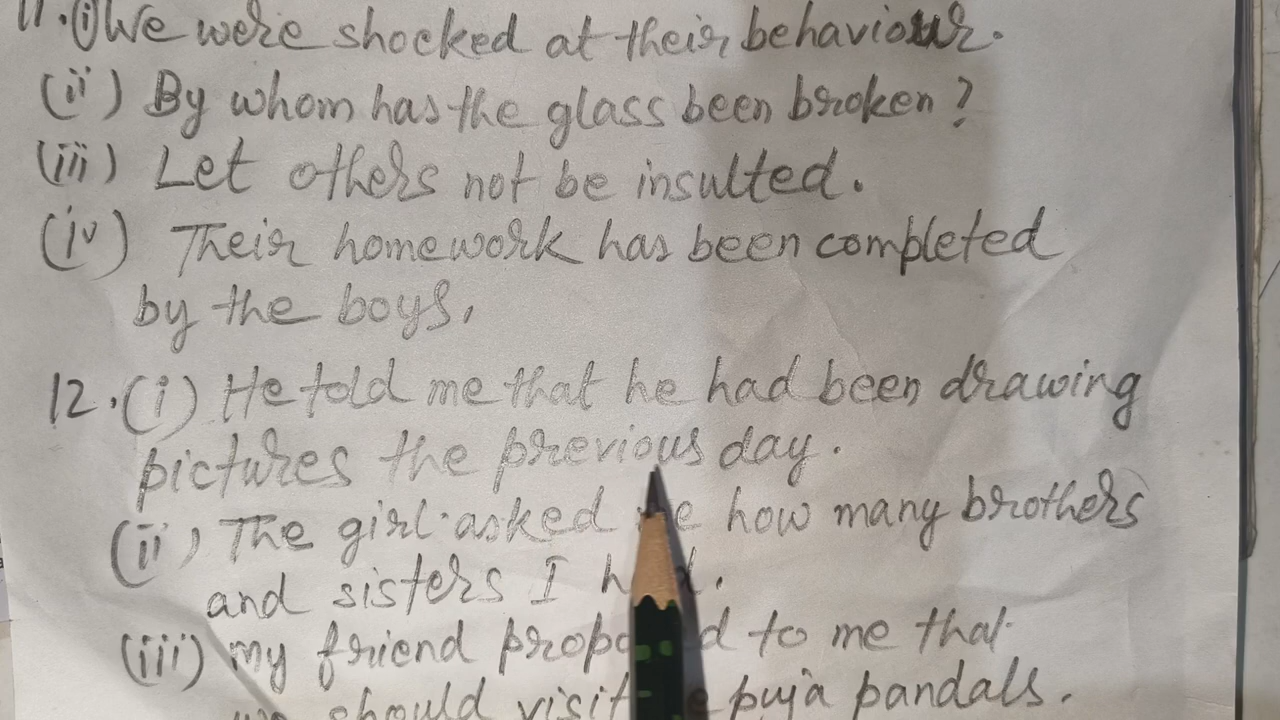 11.(i) We were shocked at their behaviour.
(ii) By whom has the glass been broken?
(iii) Let others not be insulted.
(iv) Their homework has been completed
by the boys.
12.(i) He told me that he had been drawing
pictures the previous day.
(ii) The girl asked how many brothers
and sisters I
(iii) my friend to me that
should visit puja pandals.